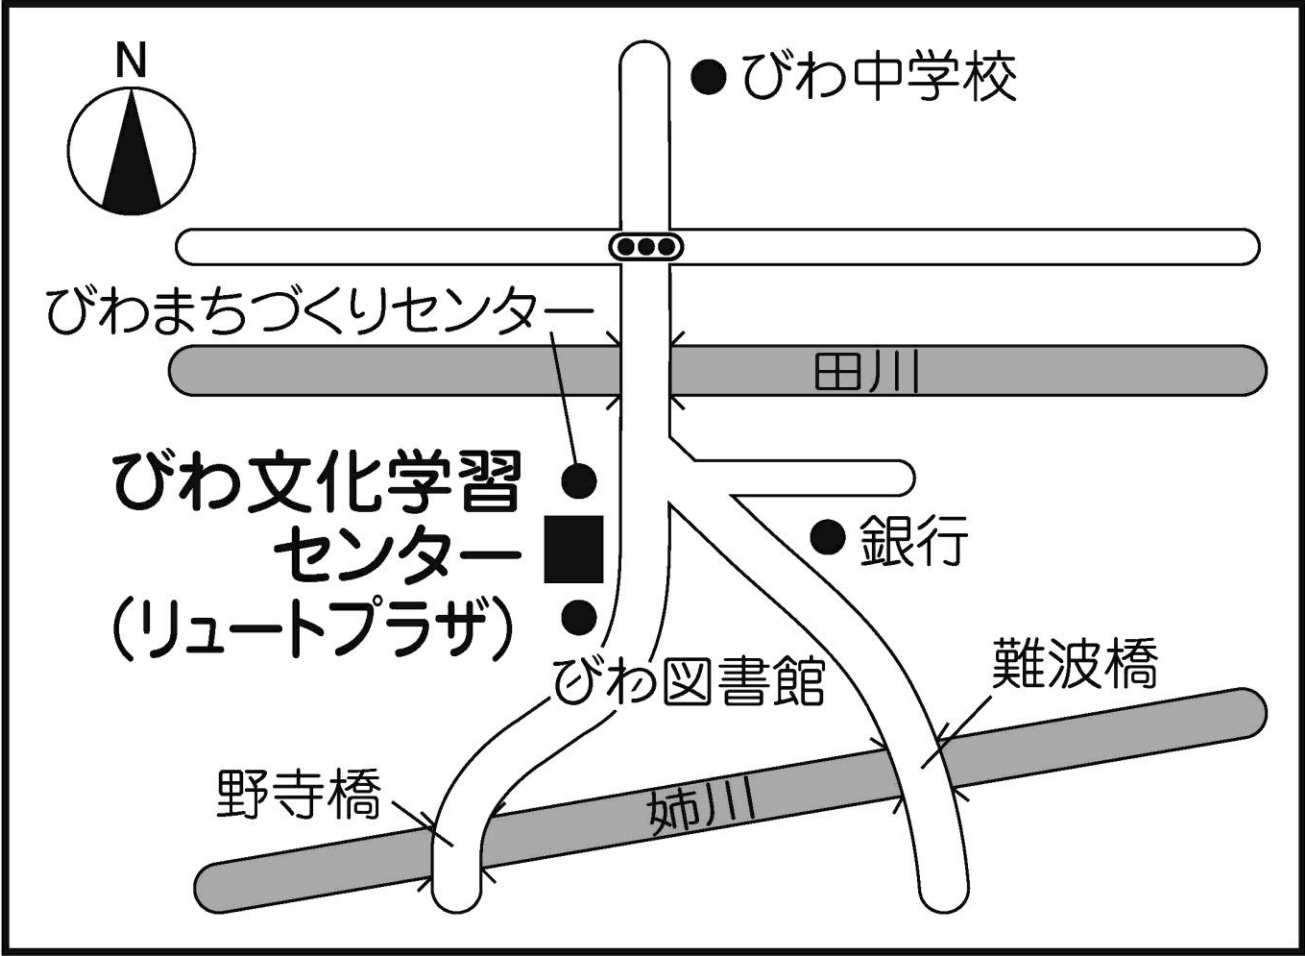 N
びわ中学校
びわまちづくりセンター
田川
びわ文化学習
センター
(リュートプラザ)
銀行
びわ図書館
難波橋
野寺橋
姉川